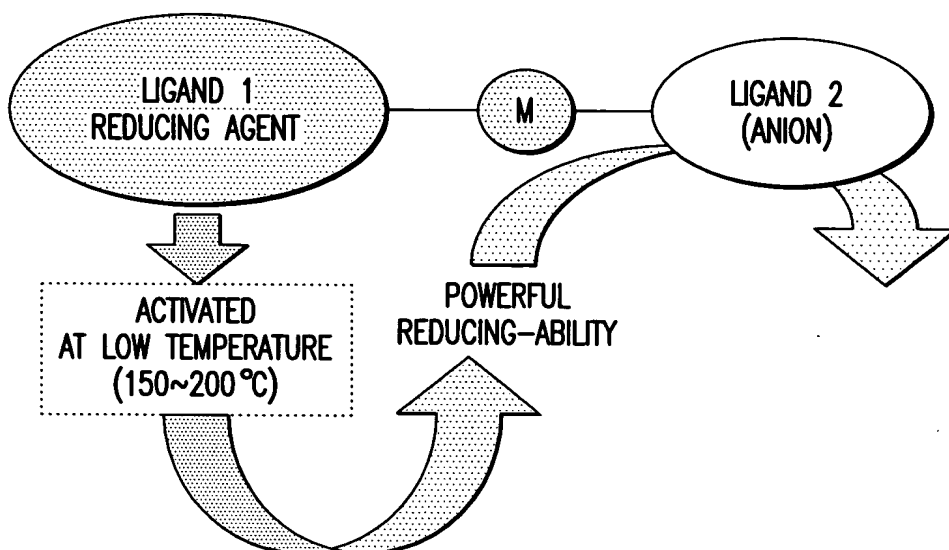 LIGAND 1
REDUCING AGENT
M
LIGAND 2
(ANION)
ACTIVATED
AT LOW TEMPERATURE
(150~200°C)
POWERFUL
REDUCING-ABILITY